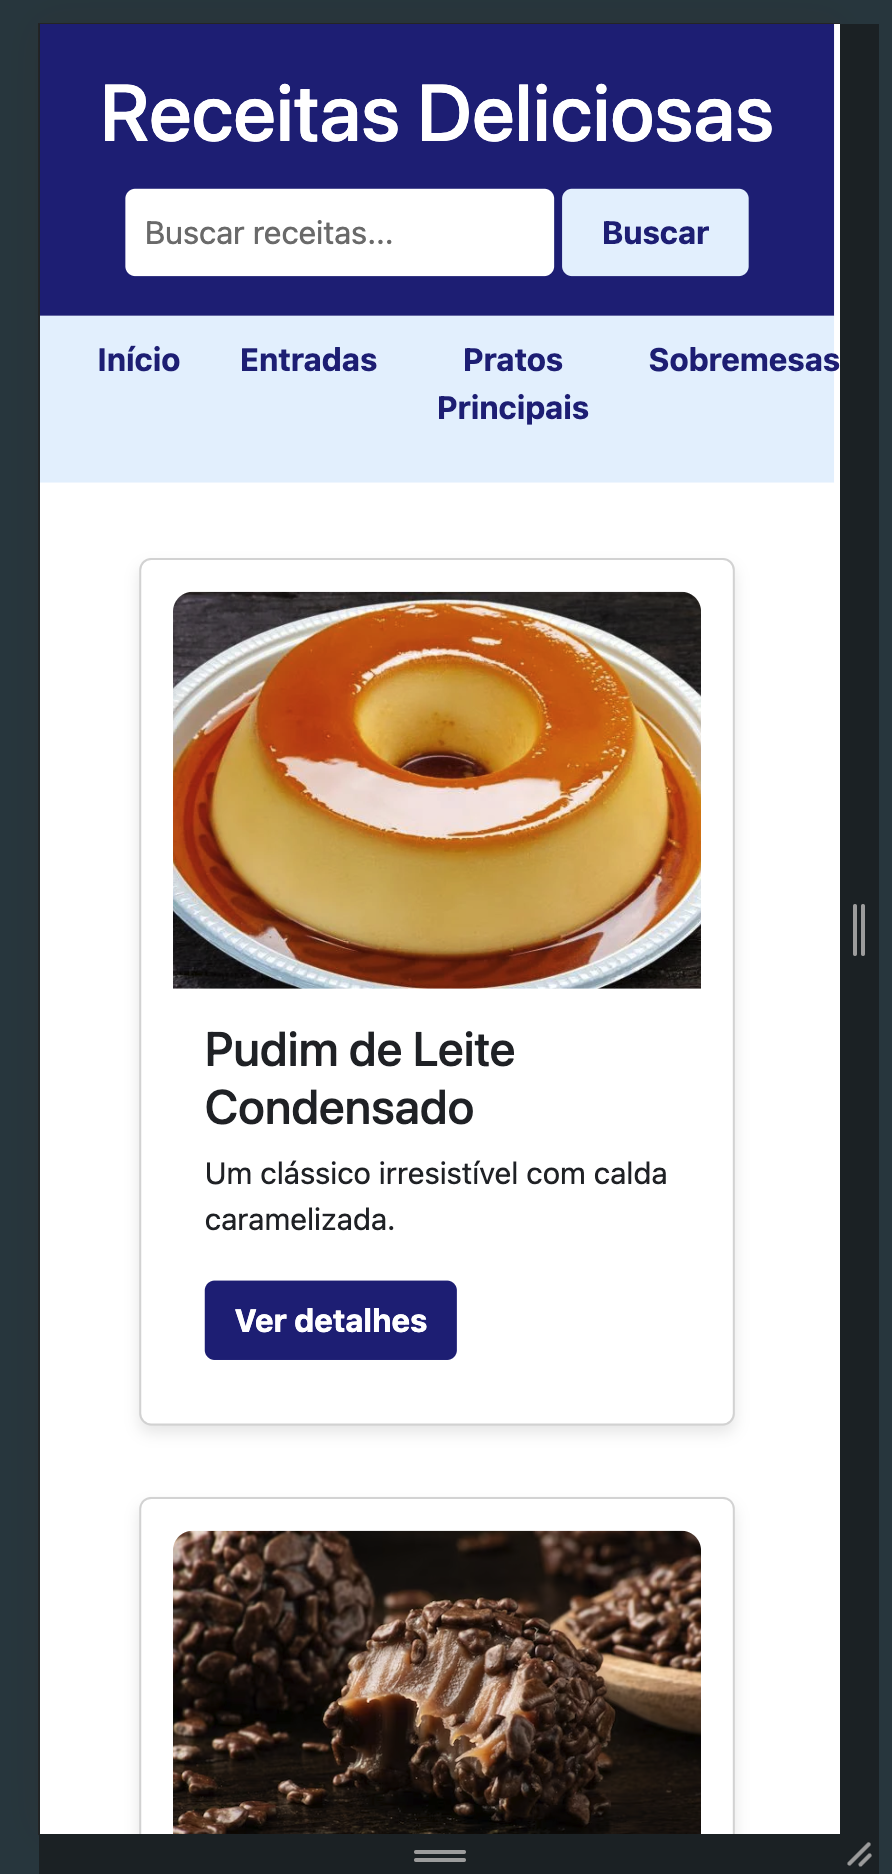 Receitas Deliciosas
Buscar receitas...
Buscar
Início
Entradas
Pratos
Principais
Sobremesas
Pudim de Leite
Condensado
Um clássico irresistível com calda
caramelizada.
Ver detalhes